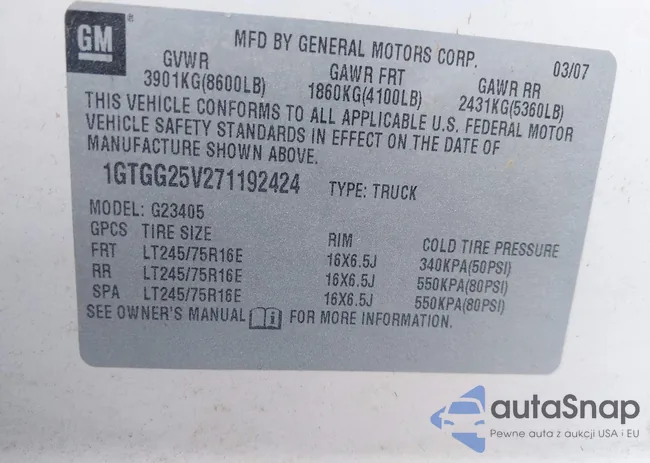 GM ®
MFD BY GENERAL MOTORS CORP. 03/07
GVWR GAWR FRT GAWR RR
3901KG(8600LB) 1860KG(4100LB) 2431KG(5360LB)
THIS VEHICLE CONFORMS TO ALL APPLICABLE U.S. FEDERAL MOTOR
VEHICLE SAFETY STANDARDS IN EFFECT ON THE DATE OF
MANUFACTURE SHOWN ABOVE.
1GTGG25V271192424 TYPE: TRUCK
MODEL: G23405
GPCS TIRE SIZE RIM COLD TIRE PRESSURE
FRT LT245/75R16E 16X6.5J 340KPA(50PSI)
RR LT245/75R16E 16X6.5J 550KPA(80PSI)
SPA LT245/75R16E 16X6.5J 550KPA(80PSI)
SEE OWNER'S MANUAL FOR MORE INFORMATION.
autaSnap
Pewne auta z aukcji USA i EU